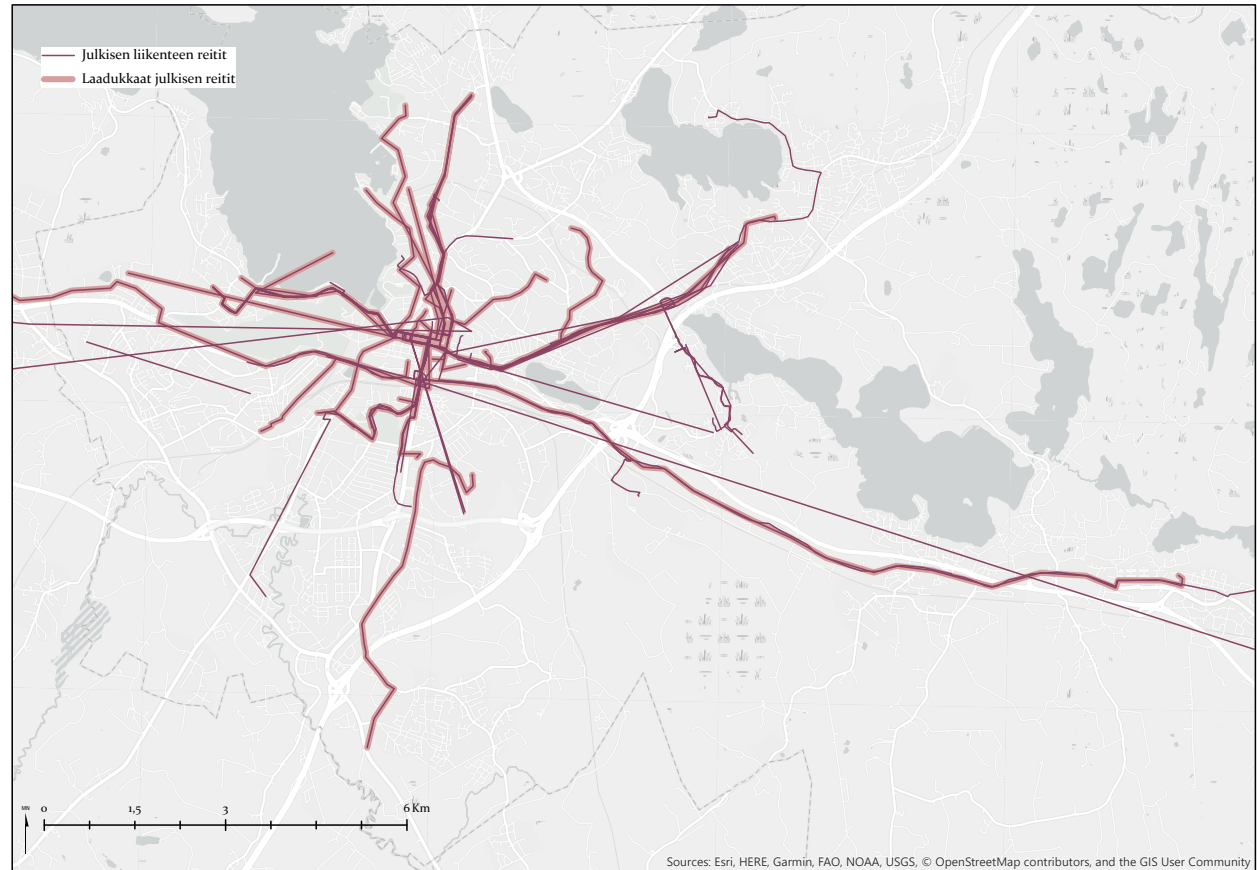 Julkisen liikenteen reitit
Laadukkaat julkisen reitit
MN
0 1,5 3 6 Km
Sources: Esri, HERE, Garmin, FAO, NOAA, USGS, © OpenStreetMap contributors, and the GIS User Community